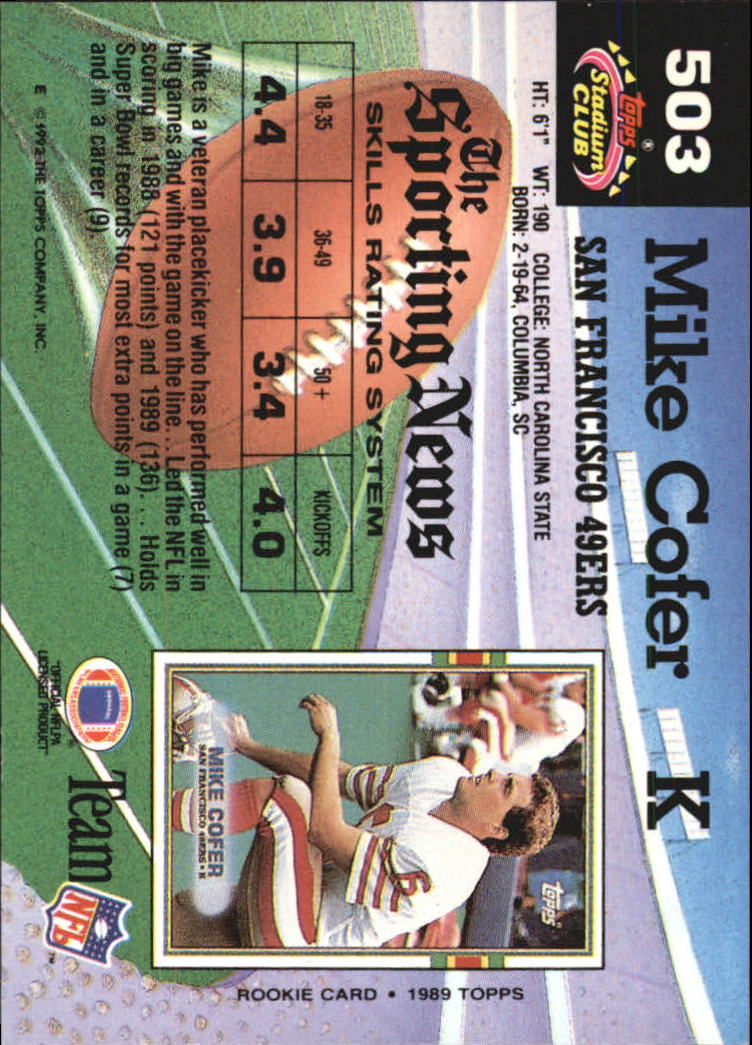 503
Mike Cofer K
topps®
Stadium
CLUB
SAN FRANCISCO 49ERS
HT: 6'1" WT: 190 COLLEGE: NORTH CAROLINA STATE
BORN: 2-19-64, COLUMBIA, SC
The
Sporting News
SKILLS RATING SYSTEM
18-35 36-49 50+ KICKOFFS
4.4 3.9 3.4 4.0
Mike is a veteran placekicker who has performed well in
big games and with the game on the line. . . Led the NFL in
scoring in 1988 (121 points) and 1989 (136). . . Holds
Super Bowl records for most extra points in a game (7)
and in a career (9).
E © 1992 THE TOPPS COMPANY, INC.
topps
6
MIKE COFER
SAN FRANCISCO 49ERS • K
ROOKIE CARD • 1989 TOPPS
"OFFICIAL NFLPA
LICENSED PRODUCT"
Team
NFL
TM